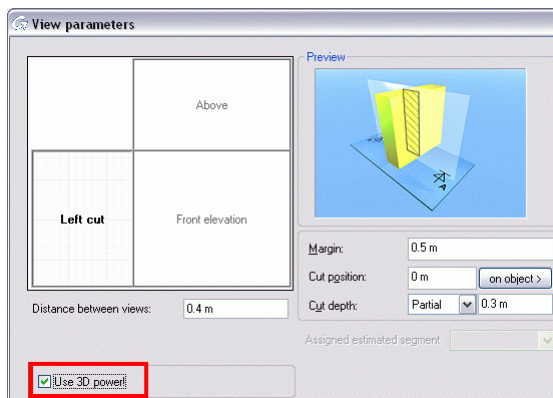 View parameters
Above
Left cut
Front elevation
Distance between views:
0.4 m
Use 3D power!
Preview
A
Margin:
0.5 m
Cut position:
0 m
on object >
Cut depth:
Partial
0.3 m
Assigned estimated segment